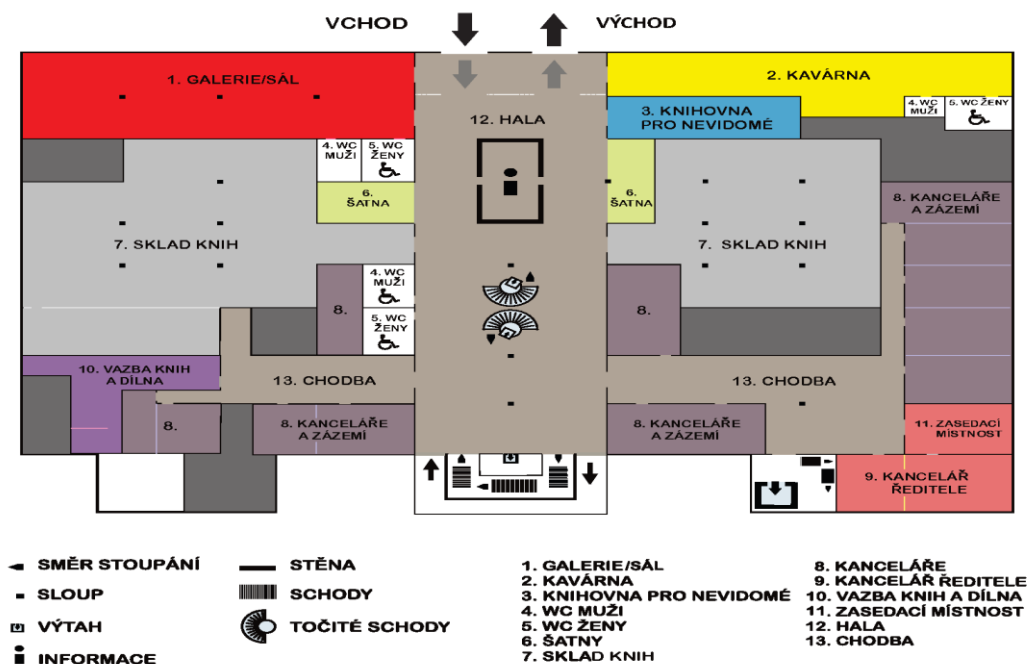 VCHOD
VÝCHOD
1. GALERIE/SÁL
2. KAVÁRNA
3. KNIHOVNA
PRO NEVIDOMÉ
4. WC
MUŽI
5. WC ŽENY
12. HALA
4. WC
MUŽI
5. WC
ŽENY
6.
ŠATNA
6.
ŠATNA
8. KANCELÁŘE
A ZÁZEMÍ
7. SKLAD KNIH
7. SKLAD KNIH
4. WC
MUŽI
8.
5. WC
ŽENY
8.
10. VAZBA KNIH
A DÍLNA
13. CHODBA
13. CHODBA
8.
8. KANCELÁŘE
A ZÁZEMÍ
8. KANCELÁŘE
A ZÁZEMÍ
11. ZASEDACÍ
MÍSTNOST
9. KANCELÁŘ
ŘEDITELE
SMĚR STOUPÁNÍ
SLOUP
VÝTAH
INFORMACE
STĚNA
SCHODY
TOČITÉ SCHODY
1. GALERIE/SÁL
2. KAVÁRNA
3. KNIHOVNA PRO NEVIDOMÉ
4. WC MUŽI
5. WC ŽENY
6. ŠATNY
7. SKLAD KNIH
8. KANCELÁŘE
9. KANCELÁŘ ŘEDITELE
10. VAZBA KNIH A DÍLNA
11. ZASEDACÍ MÍSTNOST
12. HALA
13. CHODBA